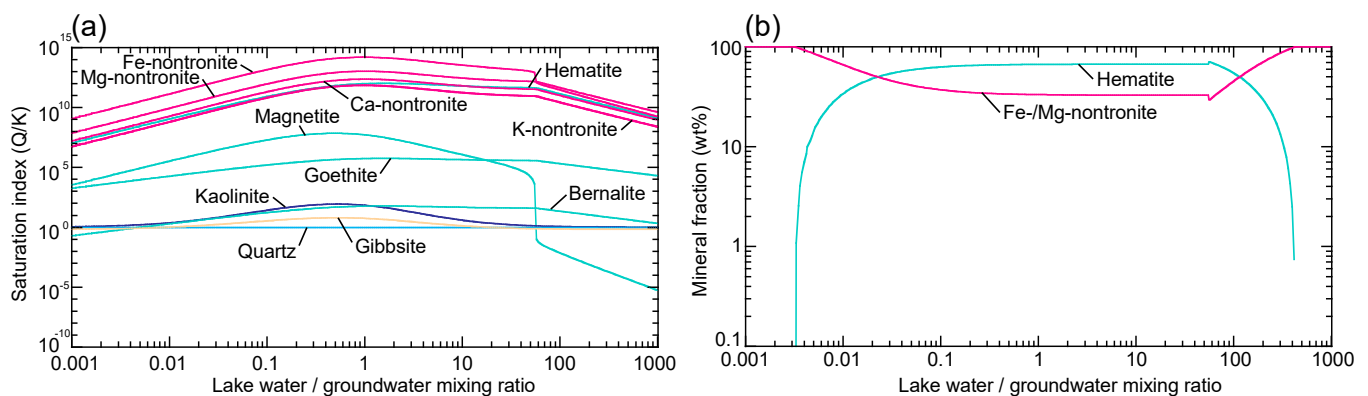 (a)
Saturation index (Q/K)
10^15
10^10
10^5
10^0
10^-5
10^-10
Fe-nontronite
Mg-nontronite
Hematite
Ca-nontronite
Magnetite
K-nontronite
Goethite
Kaolinite
Bernalite
Quartz
Gibbsite
0.001 0.01 0.1 1 10 100 1000
Lake water / groundwater mixing ratio
(b)
Mineral fraction (wt%)
100
10
1
0.1
Hematite
Fe-/Mg-nontronite
0.001 0.01 0.1 1 10 100 1000
Lake water / groundwater mixing ratio